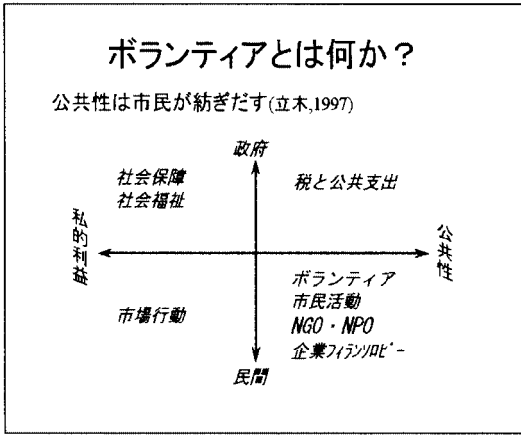 ボランティアとは何か？
公共性は市民が紡ぎだす(立木,1997)
政府
社会保障
社会福祉
税と公共支出
私的利益
公共性
市場行動
ボランティア
市民活動
NGO・NPO
企業フィランソロピー
民間